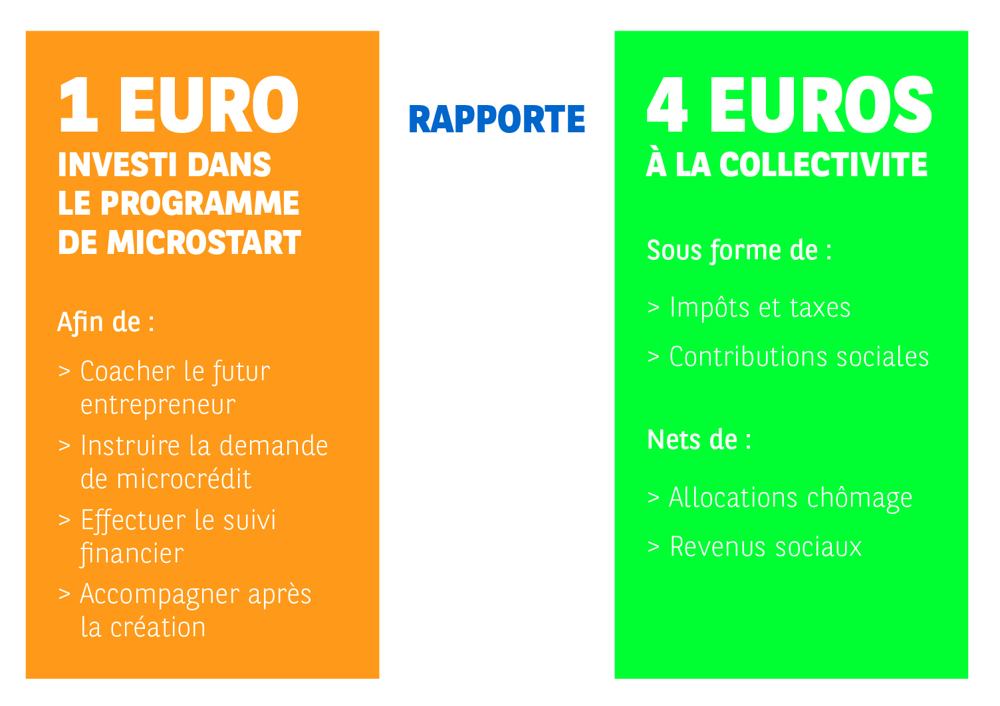 1 EURO
INVESTI DANS
LE PROGRAMME
DE MICROSTART
Afin de :
> Coacher le futur
entrepreneur
> Instruire la demande
de microcrédit
> Effectuer le suivi
financier
> Accompagner après
la création
RAPPORTE
4 EUROS
À LA COLLECTIVITE
Sous forme de :
> Impôts et taxes
> Contributions sociales
Nets de :
> Allocations chômage
> Revenus sociaux